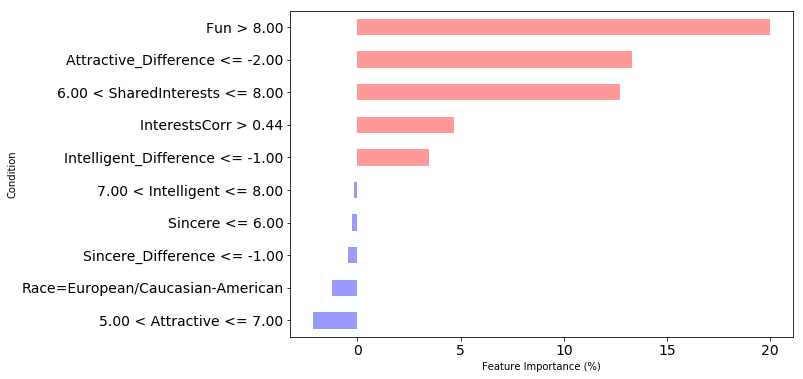 Fun > 8.00
Attractive_Difference <= -2.00
6.00 < SharedInterests <= 8.00
InterestsCorr > 0.44
Intelligent_Difference <= -1.00
7.00 < Intelligent <= 8.00
Sincere <= 6.00
Sincere_Difference <= -1.00
Race=European/Caucasian-American
5.00 < Attractive <= 7.00
Condition
0 5 10 15 20
Feature Importance (%)